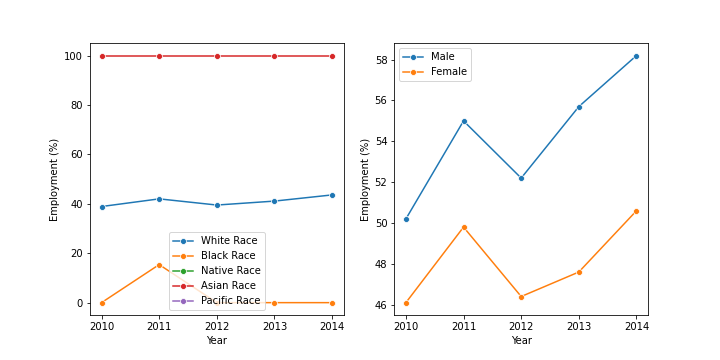 100
80
60
40
20
0
Employment (%)
2010 2011 2012 2013 2014
Year
White Race
Black Race
Native Race
Asian Race
Pacific Race
58
56
54
52
50
48
46
Employment (%)
2010 2011 2012 2013 2014
Year
Male
Female